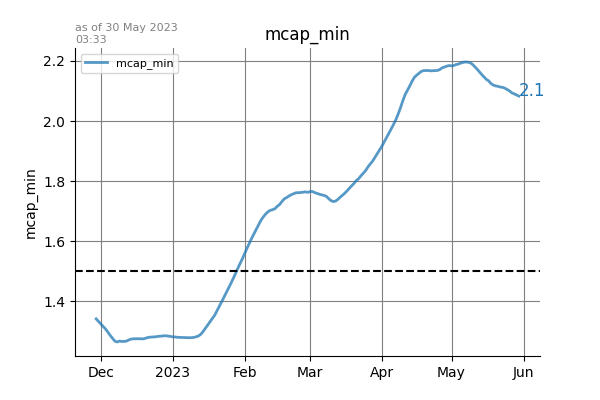 as of 30 May 2023
03:33
mcap_min
mcap_min
2.2
2.1
2.0
1.8
1.6
1.4
mcap_min
Dec 2023 Feb Mar Apr May Jun